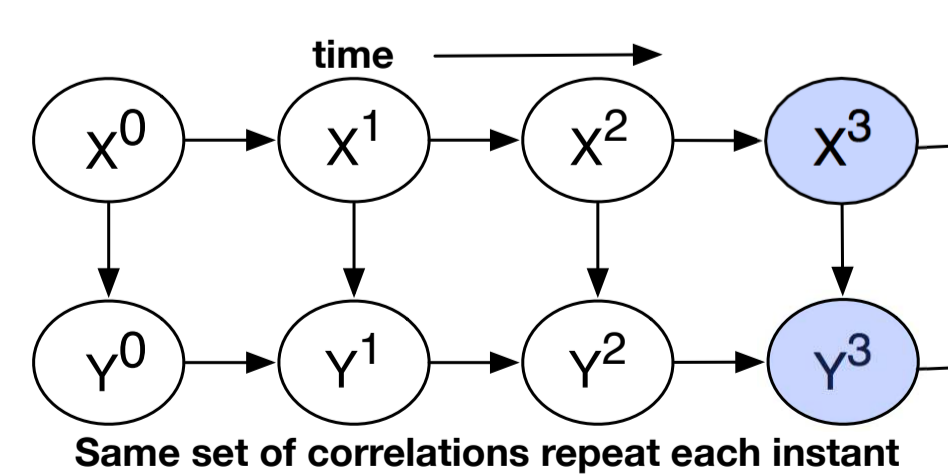 time
X⁰ X¹ X² X³
Y⁰ Y¹ Y² Y³
Same set of correlations repeat each instant